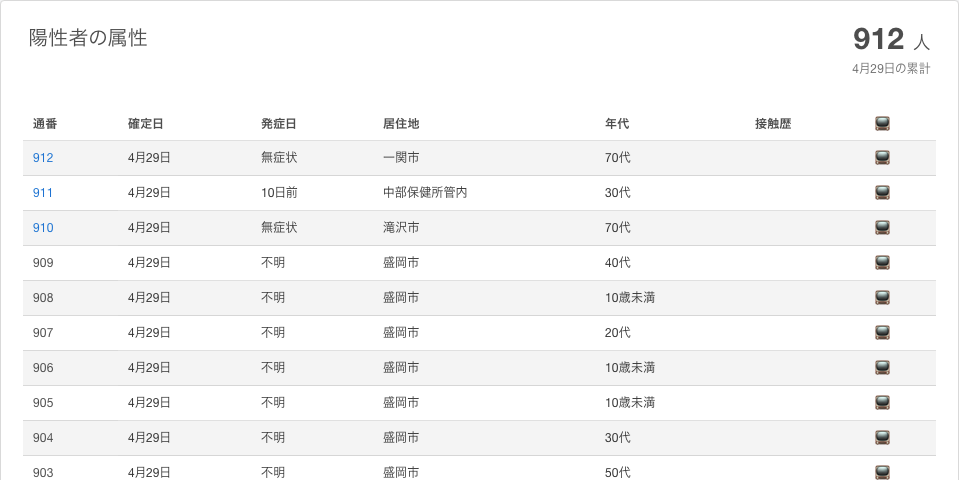 陽性者の属性
912 人
4月29日の累計
通番 確定日 発症日 居住地 年代 接触歴
912 4月29日 無症状 一関市 70代
911 4月29日 10日前 中部保健所管内 30代
910 4月29日 無症状 滝沢市 70代
909 4月29日 不明 盛岡市 40代
908 4月29日 不明 盛岡市 10歳未満
907 4月29日 不明 盛岡市 20代
906 4月29日 不明 盛岡市 10歳未満
905 4月29日 不明 盛岡市 10歳未満
904 4月29日 不明 盛岡市 30代
903 4月29日 不明 盛岡市 50代